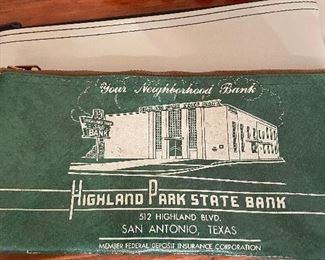 Your Neighborhood Bank
BANK
HIGHLAND PARK STATE BANK
HIGHLAND PARK STATE BANK
512 HIGHLAND BLVD.
SAN ANTONIO, TEXAS
MEMBER FEDERAL DEPOSIT INSURANCE CORPORATION